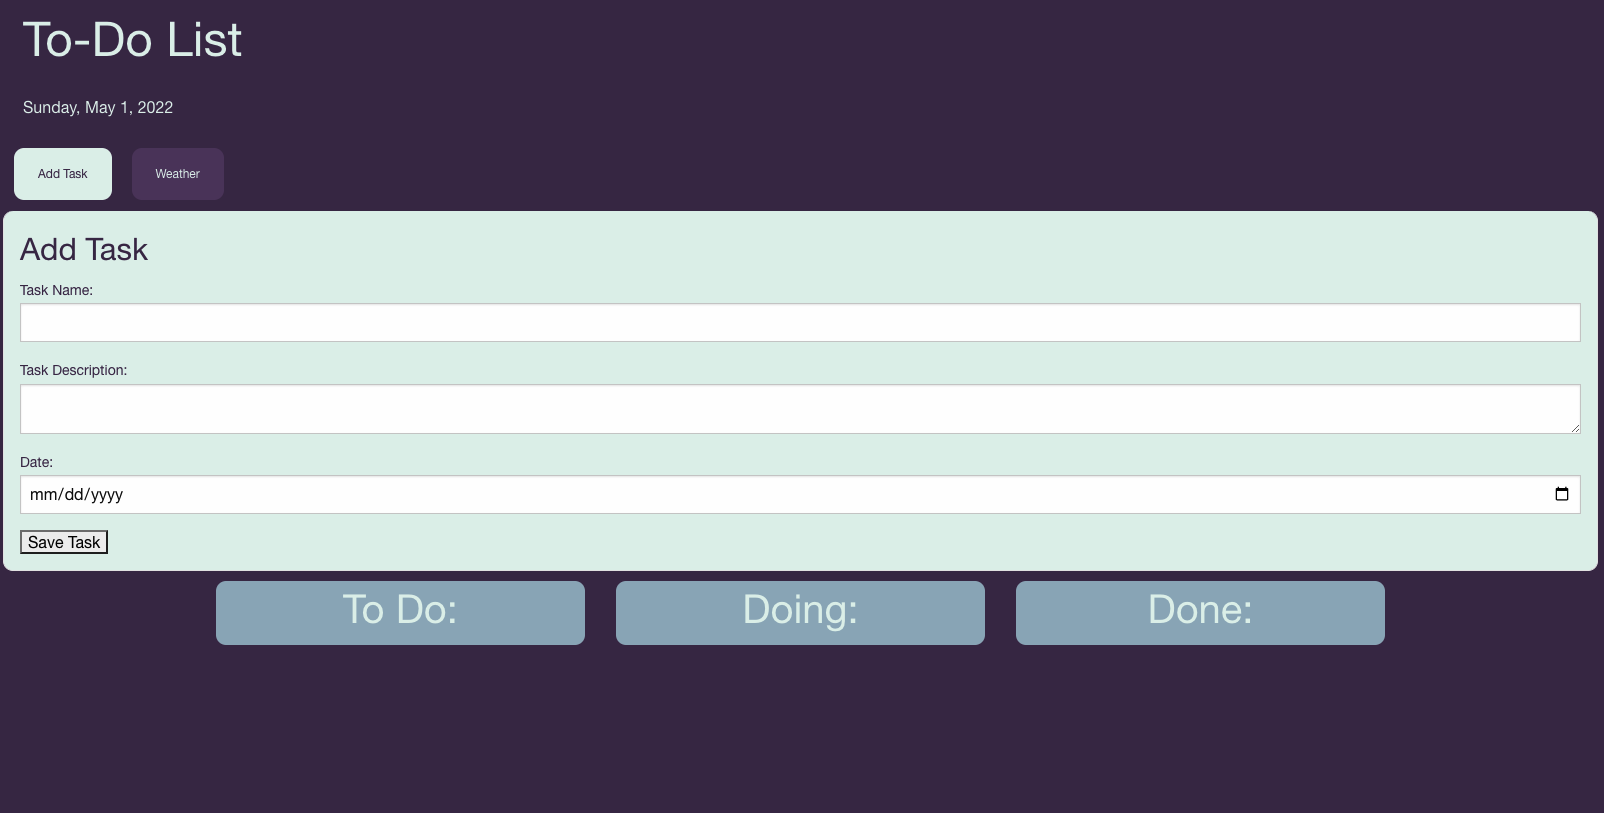 To-Do List
Sunday, May 1, 2022
Add Task
Weather
Add Task
Task Name:
Task Description:
Date:
mm/dd/yyyy
Save Task
To Do:
Doing:
Done: